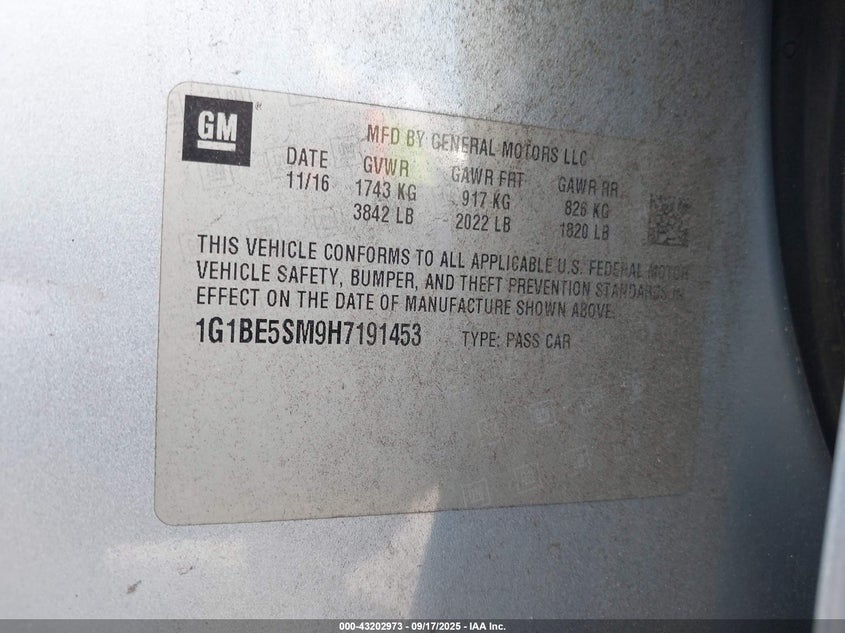 GM®
MFD BY GENERAL MOTORS LLC
DATE GVWR GAWR FRT GAWR RR
11/16 1743 KG 917 KG 826 KG
3842 LB 2022 LB 1820 LB
THIS VEHICLE CONFORMS TO ALL APPLICABLE U.S. FEDERAL MOTOR
VEHICLE SAFETY, BUMPER, AND THEFT PREVENTION STANDARDS IN
EFFECT ON THE DATE OF MANUFACTURE SHOWN ABOVE.
1G1BE5SM9H7191453 TYPE: PASS CAR
000-43202973 - 09/17/2025 - IAA Inc.